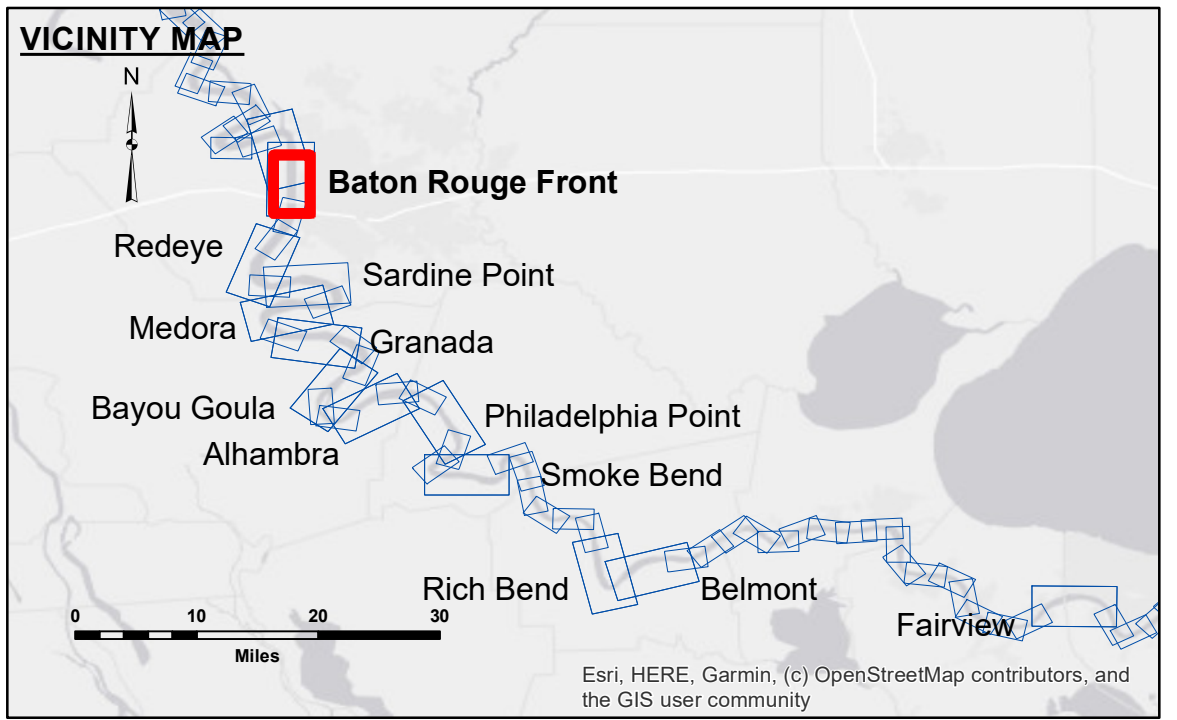 VICINITY MAP
N
Baton Rouge Front
Redeye
Sardine Point
Medora
Granada
Bayou Goula
Philadelphia Point
Alhambra
Smoke Bend
Rich Bend
Belmont
Fairview
0 10 20 30
Miles
Esri, HERE, Garmin, (c) OpenStreetMap contributors, and
the GIS user community